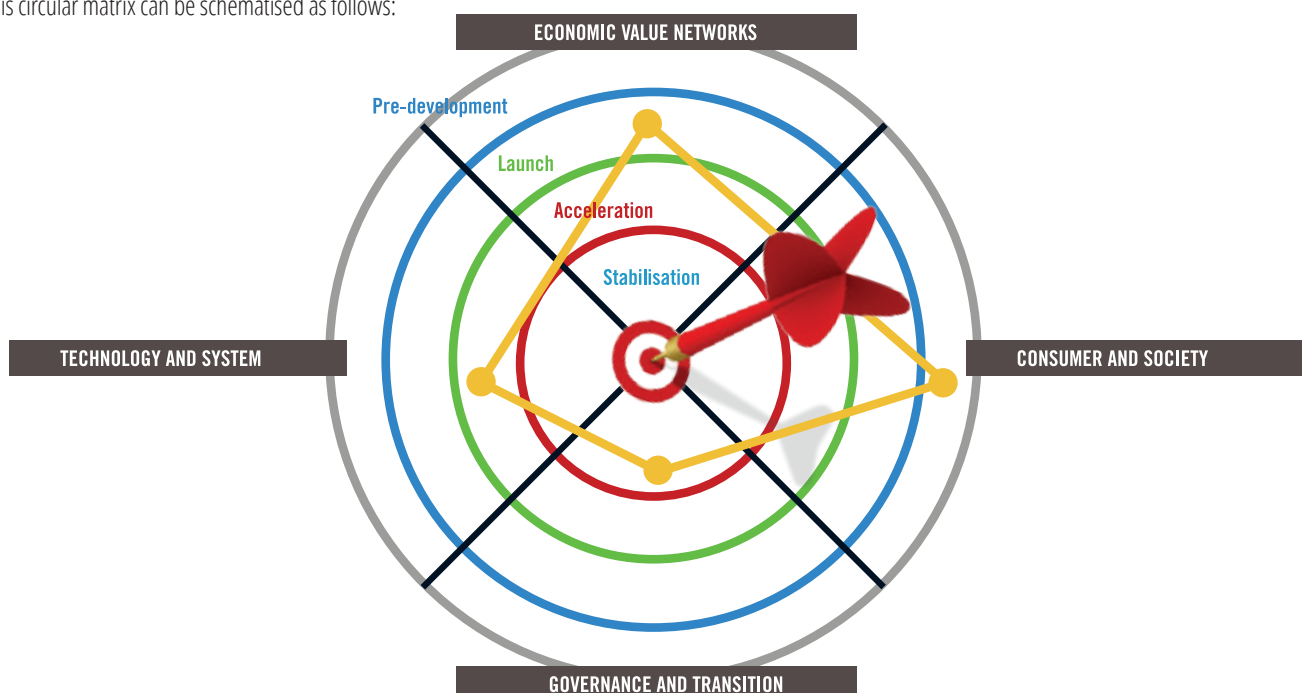 is circular matrix can be schematised as follows:
ECONOMIC VALUE NETWORKS
Pre-development
Launch
Acceleration
Stabilisation
TECHNOLOGY AND SYSTEM
CONSUMER AND SOCIETY
GOVERNANCE AND TRANSITION